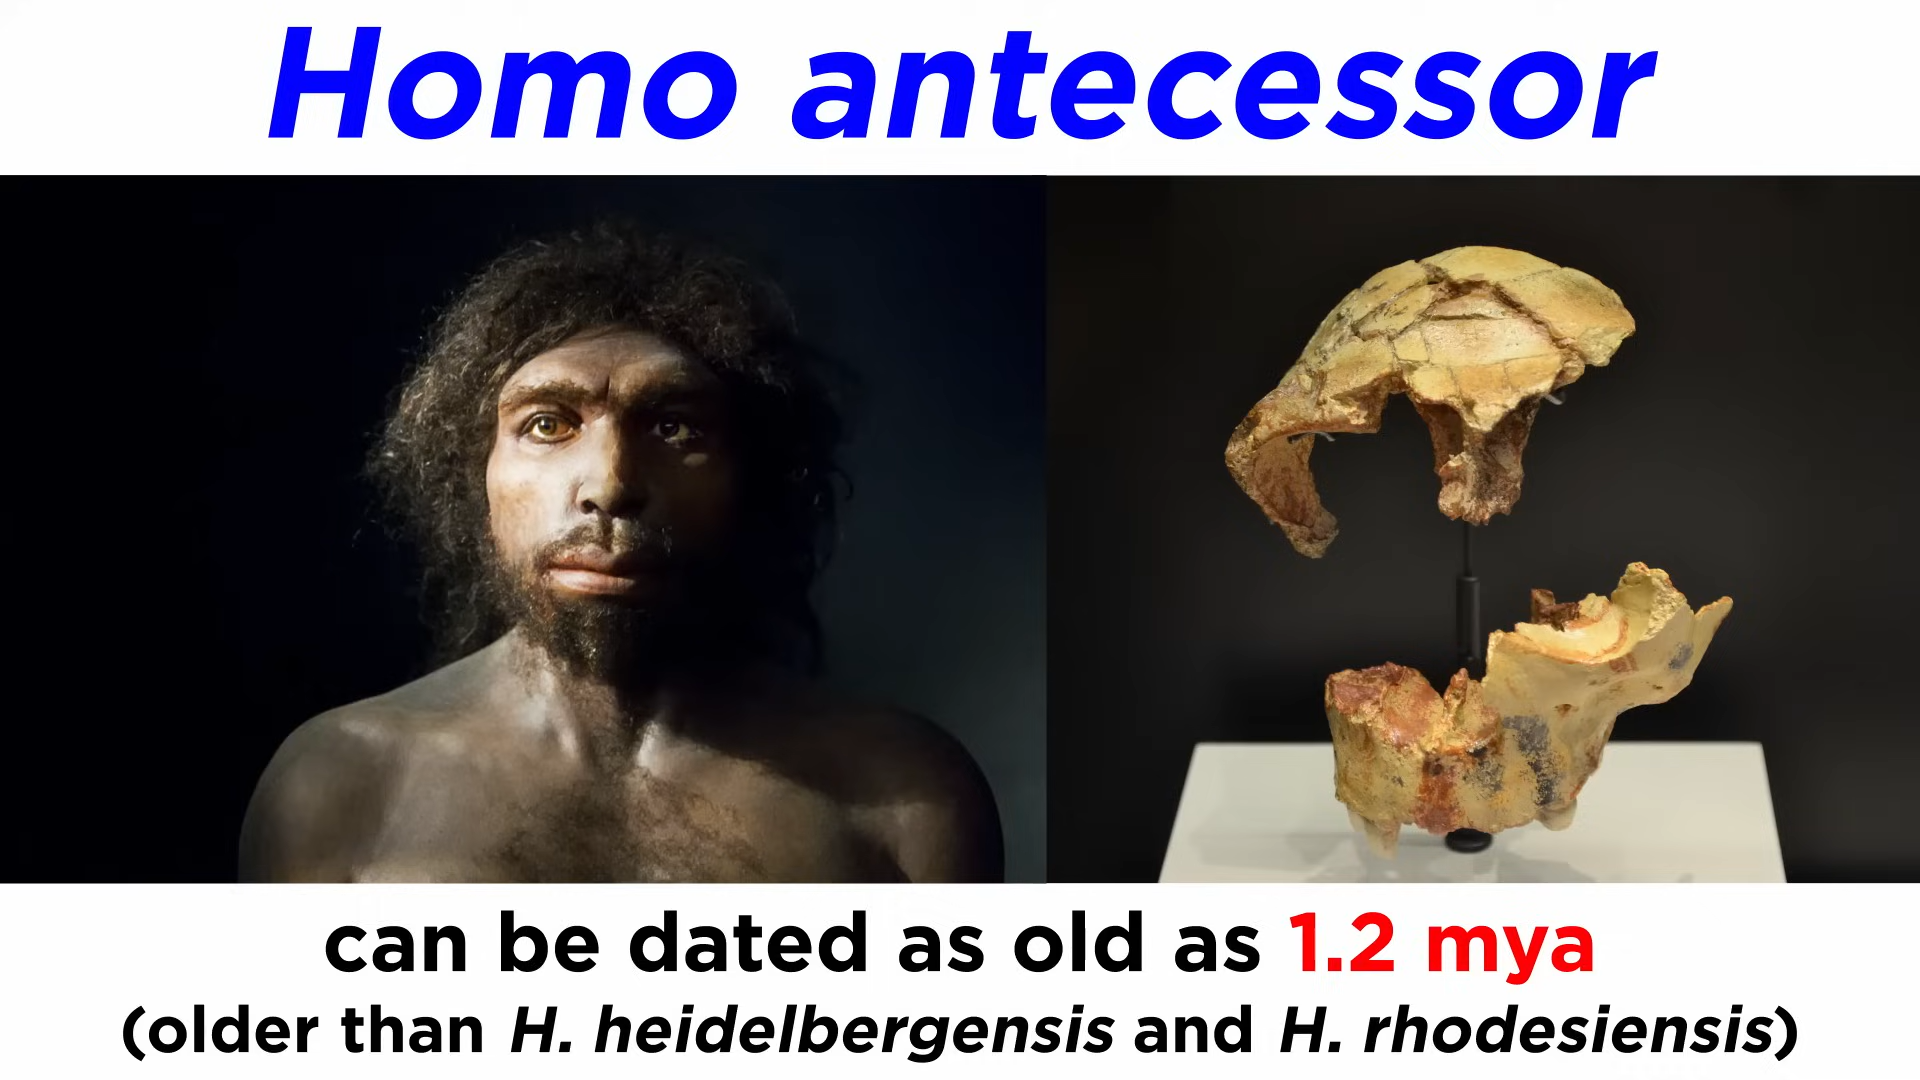 Homo antecessor
can be dated as old as 1.2 mya
(older than H. heidelbergensis and H. rhodesiensis)